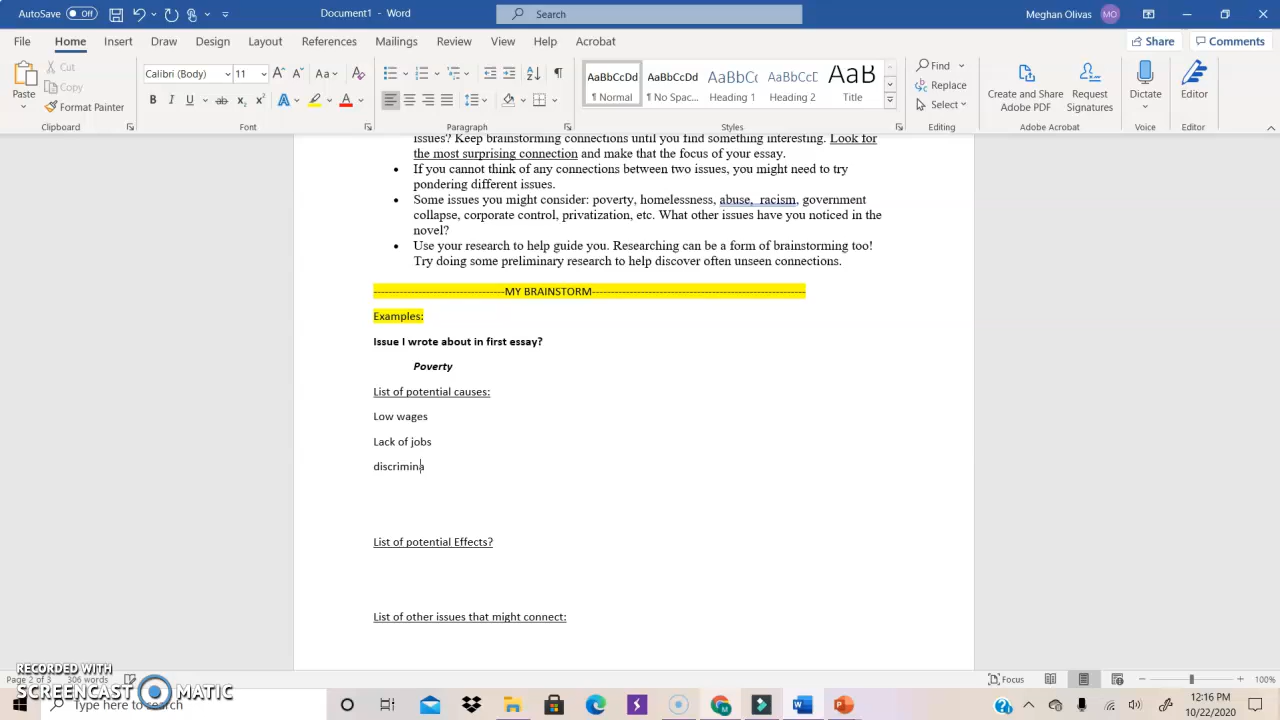 AutoSave Off Document1 - Word Search Meghan Olivas MO
File Home Insert Draw Design Layout References Mailings Review View Help Acrobat Share Comments
Paste Cut Copy Format Painter Calibri (Body) 11 AaBbCcDd ¶ Normal AaBbCcDd ¶ No Spac... AaBbC( Heading 1 AaBbCcE Heading 2 AaB Title Find Replace Select Create and Share Adobe PDF Request Signatures Dictate Editor
Clipboard Font Paragraph Styles Editing Adobe Acrobat Voice Editor
issues? Keep brainstorming connections until you find something interesting. Look for
the most surprising connection and make that the focus of your essay.
• If you cannot think of any connections between two issues, you might need to try
pondering different issues.
• Some issues you might consider: poverty, homelessness, abuse, racism, government
collapse, corporate control, privatization, etc. What other issues have you noticed in the
novel?
• Use your research to help guide you. Researching can be a form of brainstorming too!
Try doing some preliminary research to help discover often unseen connections.
-----------------------------------MY BRAINSTORM---------------------------------------------------------
Examples:
Issue I wrote about in first essay?
Poverty
List of potential causes:
Low wages
Lack of jobs
discrimina
List of potential Effects?
List of other issues that might connect:
RECORDED WITH
SCREENCAST MATIC
Page 2 of 3 306 words Focus 100%
Type here to search 12:16 PM
10/22/2020